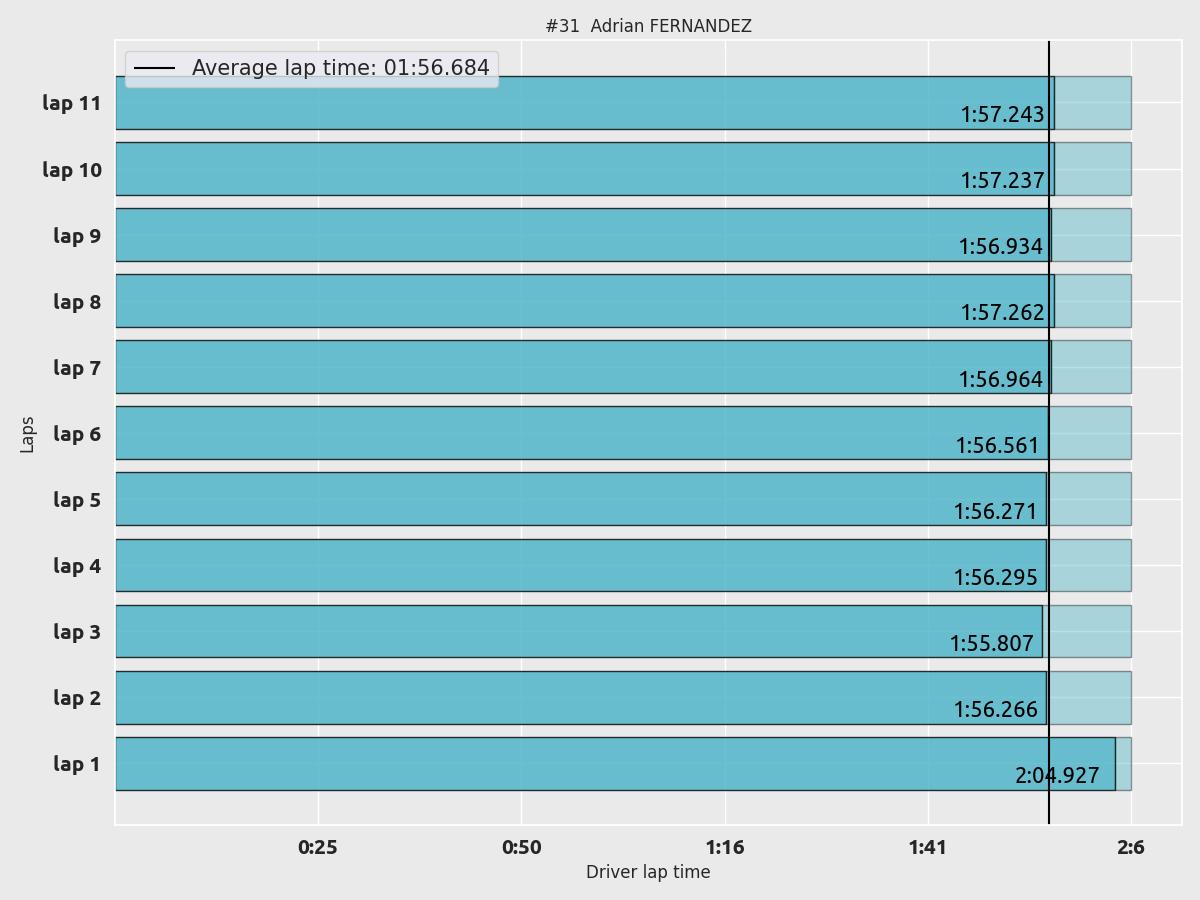 #31 Adrian FERNANDEZ
Average lap time: 01:56.684
lap 11 1:57.243
lap 10 1:57.237
lap 9 1:56.934
lap 8 1:57.262
lap 7 1:56.964
lap 6 1:56.561
lap 5 1:56.271
lap 4 1:56.295
lap 3 1:55.807
lap 2 1:56.266
lap 1 2:04.927
Laps
0:25 0:50 1:16 1:41 2:6
Driver lap time